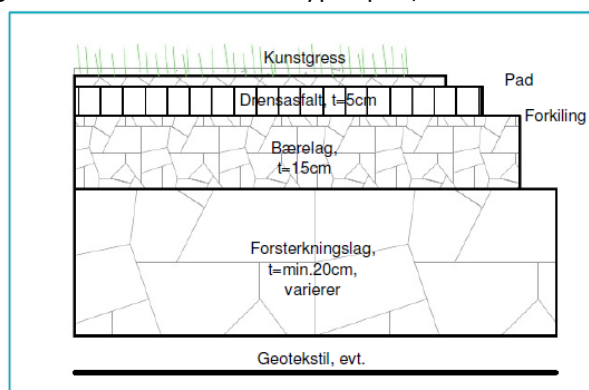 Kunstgress
Pad
Drensasfalt, t=5cm
Forkiling
Bærelag,
t=15cm
Forsterkningslag,
t=min.20cm,
varierer
Geotekstil, evt.